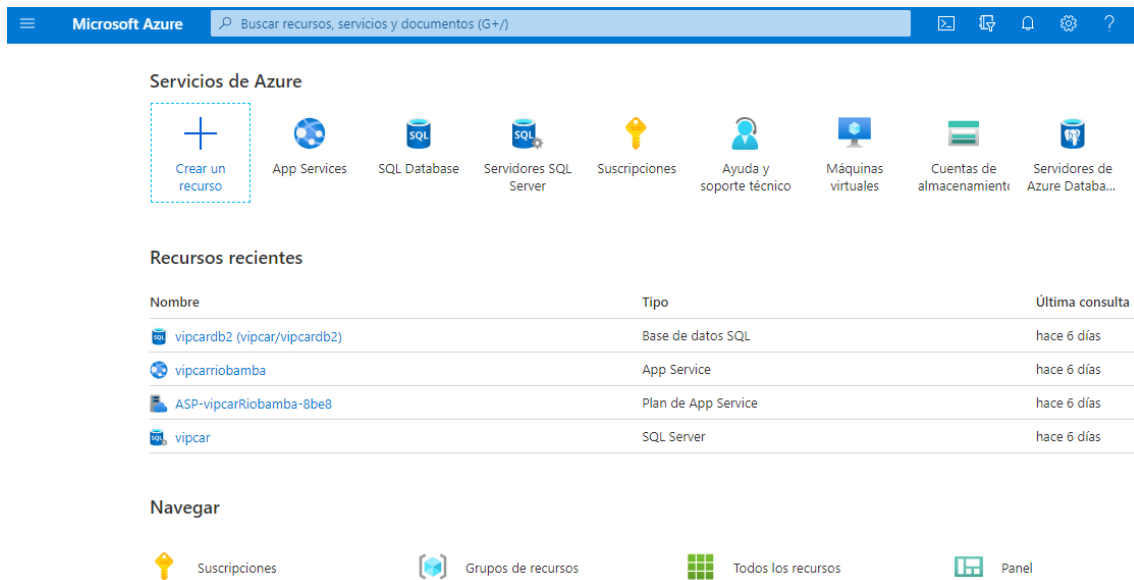 Microsoft Azure
Buscar recursos, servicios y documentos (G+/)
Servicios de Azure
Crear un recurso
App Services
SQL Database
Servidores SQL Server
Suscripciones
Ayuda y soporte técnico
Máquinas virtuales
Cuentas de almacenamiento
Servidores de Azure Databa...
Recursos recientes
Nombre Tipo Última consulta
vipcardb2 (vipcar/vipcardb2) Base de datos SQL hace 6 días
vipcarriobamba App Service hace 6 días
ASP-vipcarRiobamba-8be8 Plan de App Service hace 6 días
vipcar SQL Server hace 6 días
Navegar
Suscripciones Grupos de recursos Todos los recursos Panel